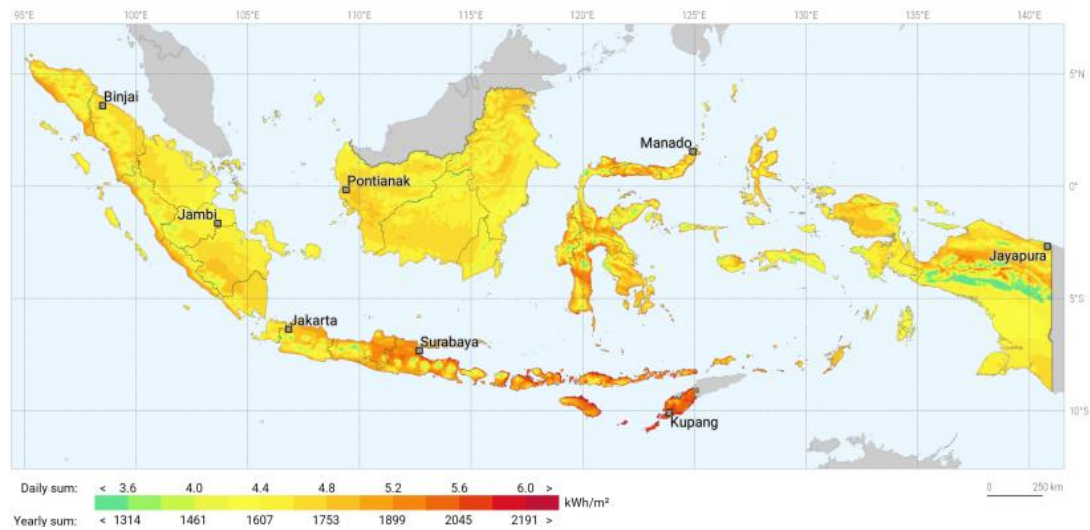 95°E 100°E 105°E 110°E 115°E 120°E 125°E 130°E 135°E 140°E
5°N
Binjai
Manado
Pontianak
0°
Jambi
Jayapura
5°S
Jakarta
Surabaya
10°S
Kupang
Daily sum: < 3.6 4.0 4.4 4.8 5.2 5.6 6.0 >
kWh/m²
Yearly sum: < 1314 1461 1607 1753 1899 2045 2191 >
0 250 km